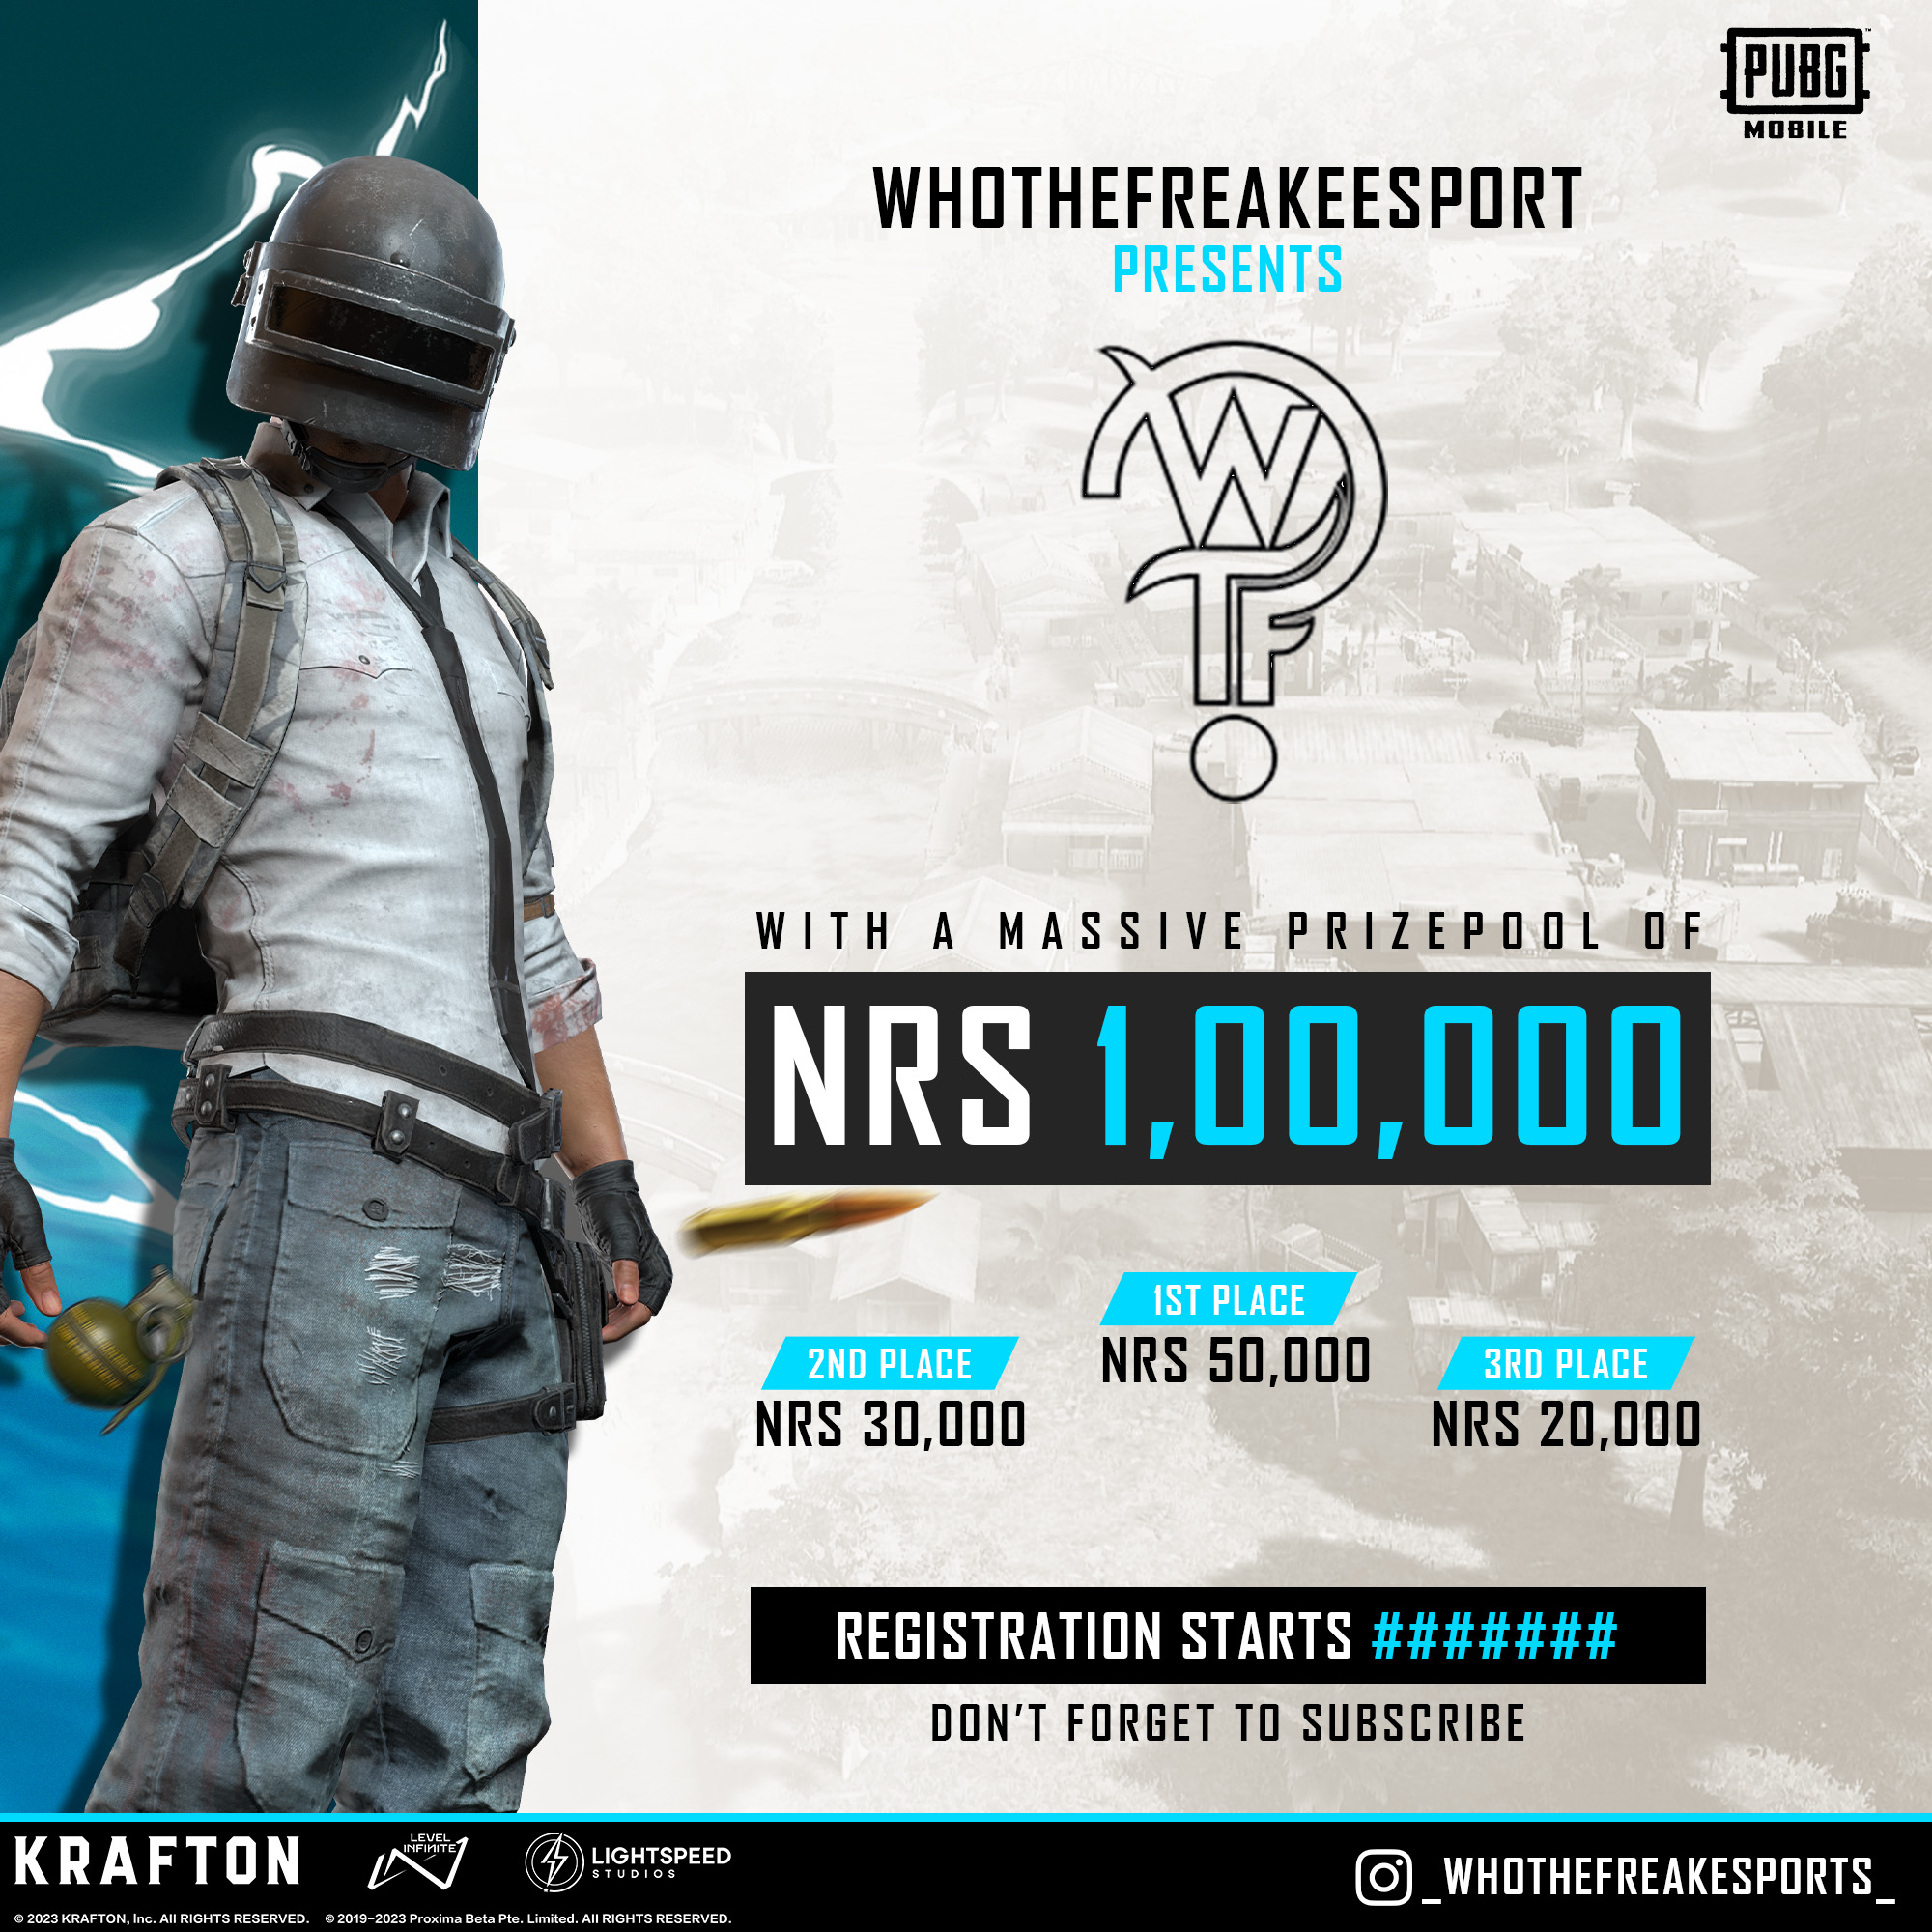 PUBG
MOBILE
WHOTHEFREAKEESPORT
PRESENTS
WTF
WITH A MASSIVE PRIZEPOOL OF
NRS 1,00,000
1ST PLACE
NRS 50,000
2ND PLACE
NRS 30,000
3RD PLACE
NRS 20,000
REGISTRATION STARTS #######
DON'T FORGET TO SUBSCRIBE
KRAFTON
LEVEL
INFINITE
LIGHTSPEED
STUDIOS
_WHOTHEFREAKESPORTS_
© 2023 KRAFTON, Inc. All RIGHTS RESERVED. © 2019–2023 Proxima Beta Pte. Limited. All RIGHTS RESERVED.